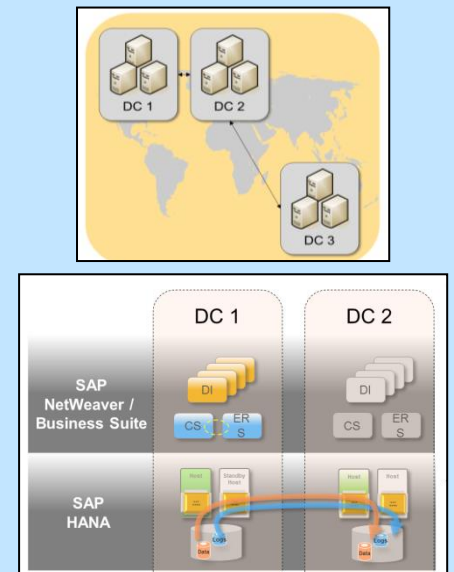 DC 1
DC 2
DC 3
DC 1
DC 2
SAP
NetWeaver /
Business Suite
DI
DI
CS
ER
S
CS
ER
S
SAP
HANA
Host
Standby
Host
Host
Host
Data
Logs
Data
Logs